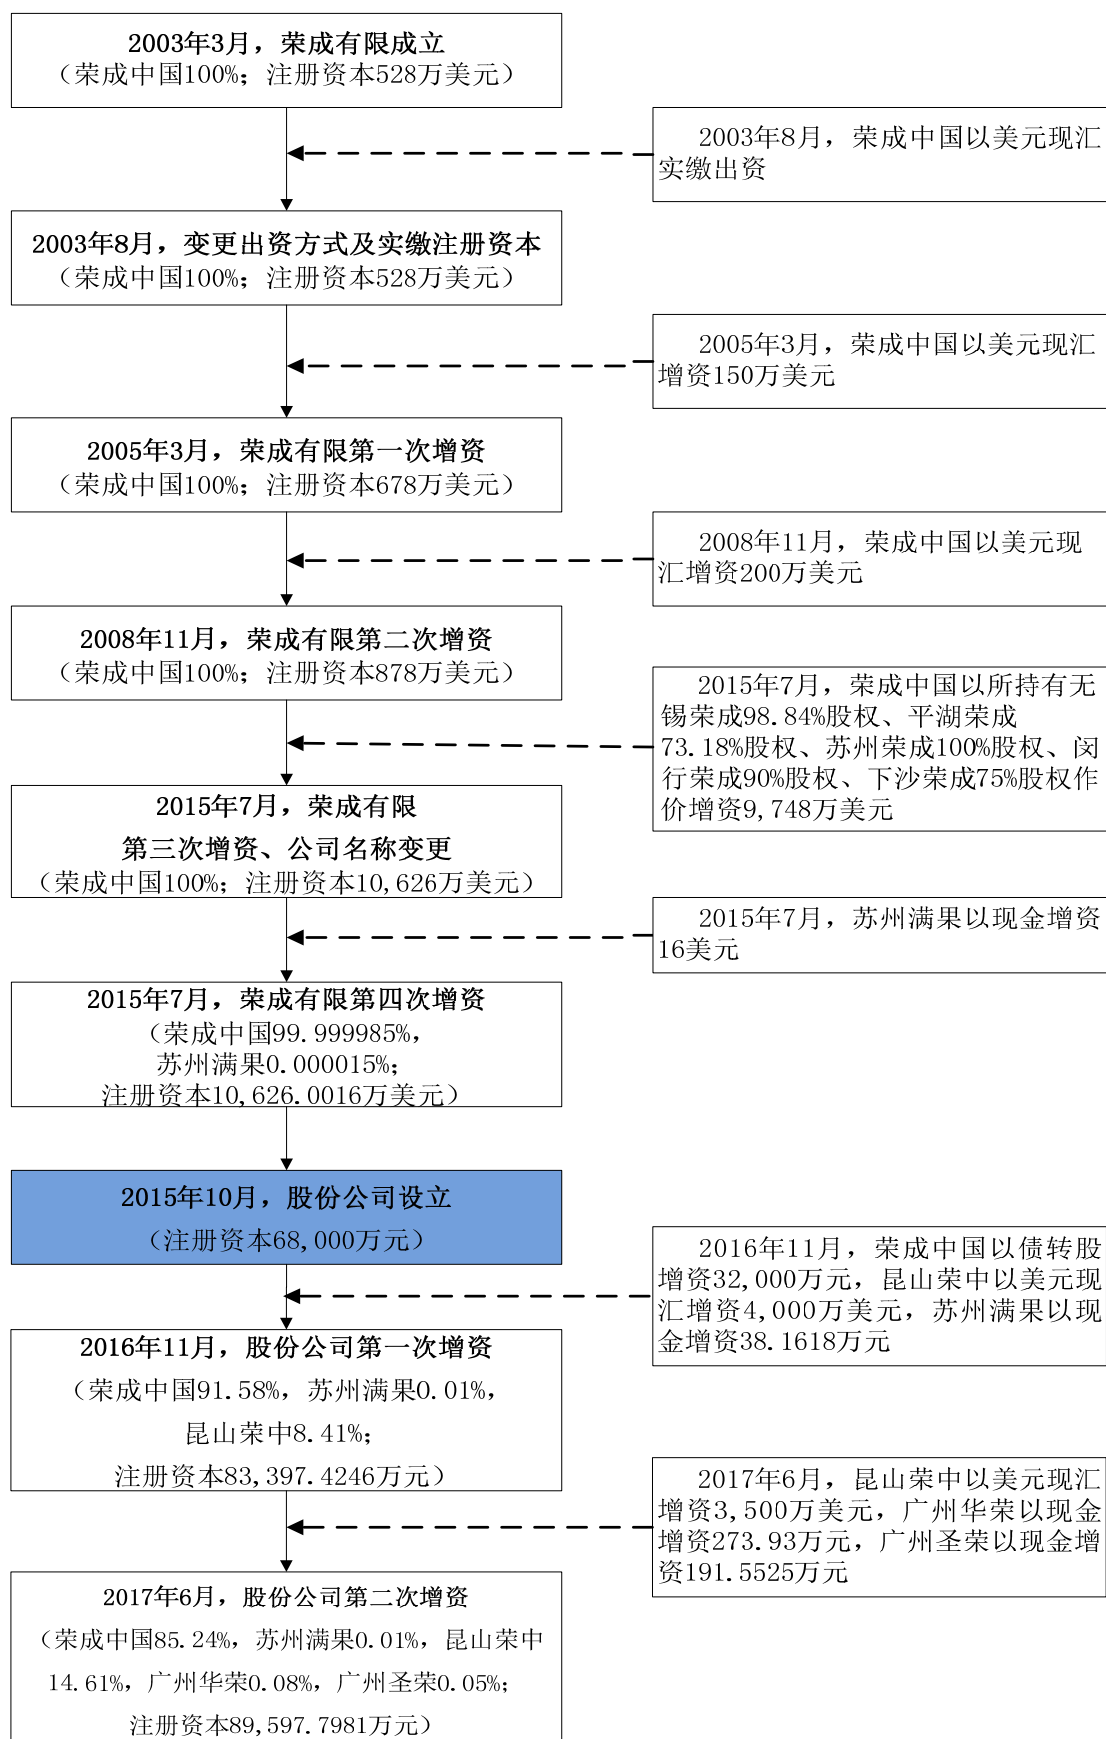 2003年3月，荣成有限成立
（荣成中国100%；注册资本528万美元）
2003年8月，荣成中国以美元现汇
实缴出资
2003年8月，变更出资方式及实缴注册资本
（荣成中国100%；注册资本528万美元）
2005年3月，荣成中国以美元现汇
增资150万美元
2005年3月，荣成有限第一次增资
（荣成中国100%；注册资本678万美元）
2008年11月，荣成中国以美元现
汇增资200万美元
2008年11月，荣成有限第二次增资
（荣成中国100%；注册资本878万美元）
2015年7月，荣成中国以所持有无
锡荣成98.84%股权、平湖荣成
73.18%股权、苏州荣成100%股权、闵
行荣成90%股权、下沙荣成75%股权作
价增资9,748万美元
2015年7月，荣成有限
第三次增资、公司名称变更
（荣成中国100%；注册资本10,626万美元）
2015年7月，苏州满果以现金增资
16美元
2015年7月，荣成有限第四次增资
（荣成中国99.999985%，
苏州满果0.000015%；
注册资本10,626.0016万美元）
2015年10月，股份公司设立
（注册资本68,000万元）
2016年11月，荣成中国以债转股
增资32,000万元，昆山荣中以美元现
汇增资4,000万美元，苏州满果以现
金增资38.1618万元
2016年11月，股份公司第一次增资
（荣成中国91.58%，苏州满果0.01%，
昆山荣中8.41%；
注册资本83,397.4246万元）
2017年6月，昆山荣中以美元现汇
增资3,500万美元，广州华荣以现金
增资273.93万元，广州圣荣以现金增
资191.5525万元
2017年6月，股份公司第二次增资
（荣成中国85.24%，苏州满果0.01%，昆山荣中
14.61%，广州华荣0.08%，广州圣荣0.05%；
注册资本89,597.7981万元）